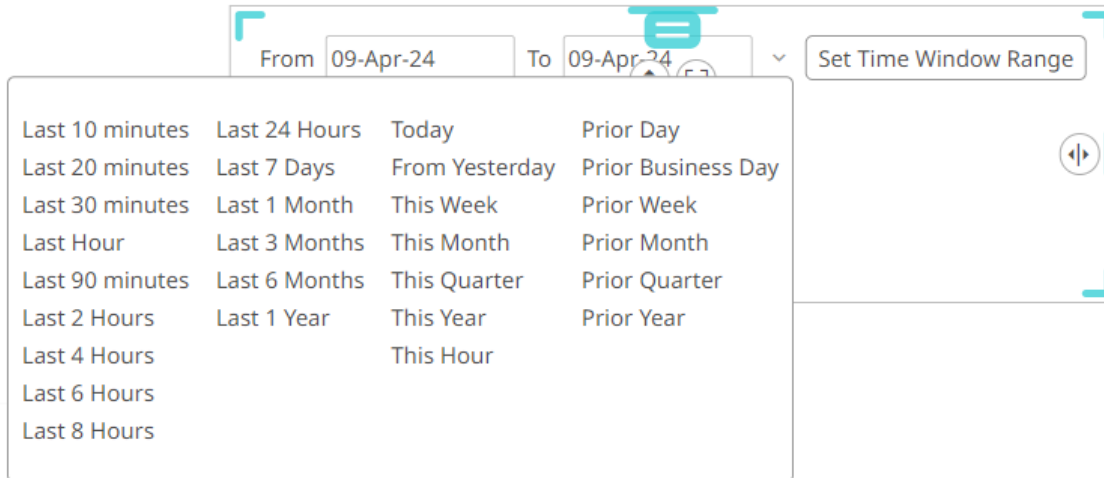 From 09-Apr-24 To 09-Apr-24 Set Time Window Range
Last 10 minutes Last 24 Hours Today Prior Day
Last 20 minutes Last 7 Days From Yesterday Prior Business Day
Last 30 minutes Last 1 Month This Week Prior Week
Last Hour Last 3 Months This Month Prior Month
Last 90 minutes Last 6 Months This Quarter Prior Quarter
Last 2 Hours Last 1 Year This Year Prior Year
Last 4 Hours This Hour
Last 6 Hours
Last 8 Hours